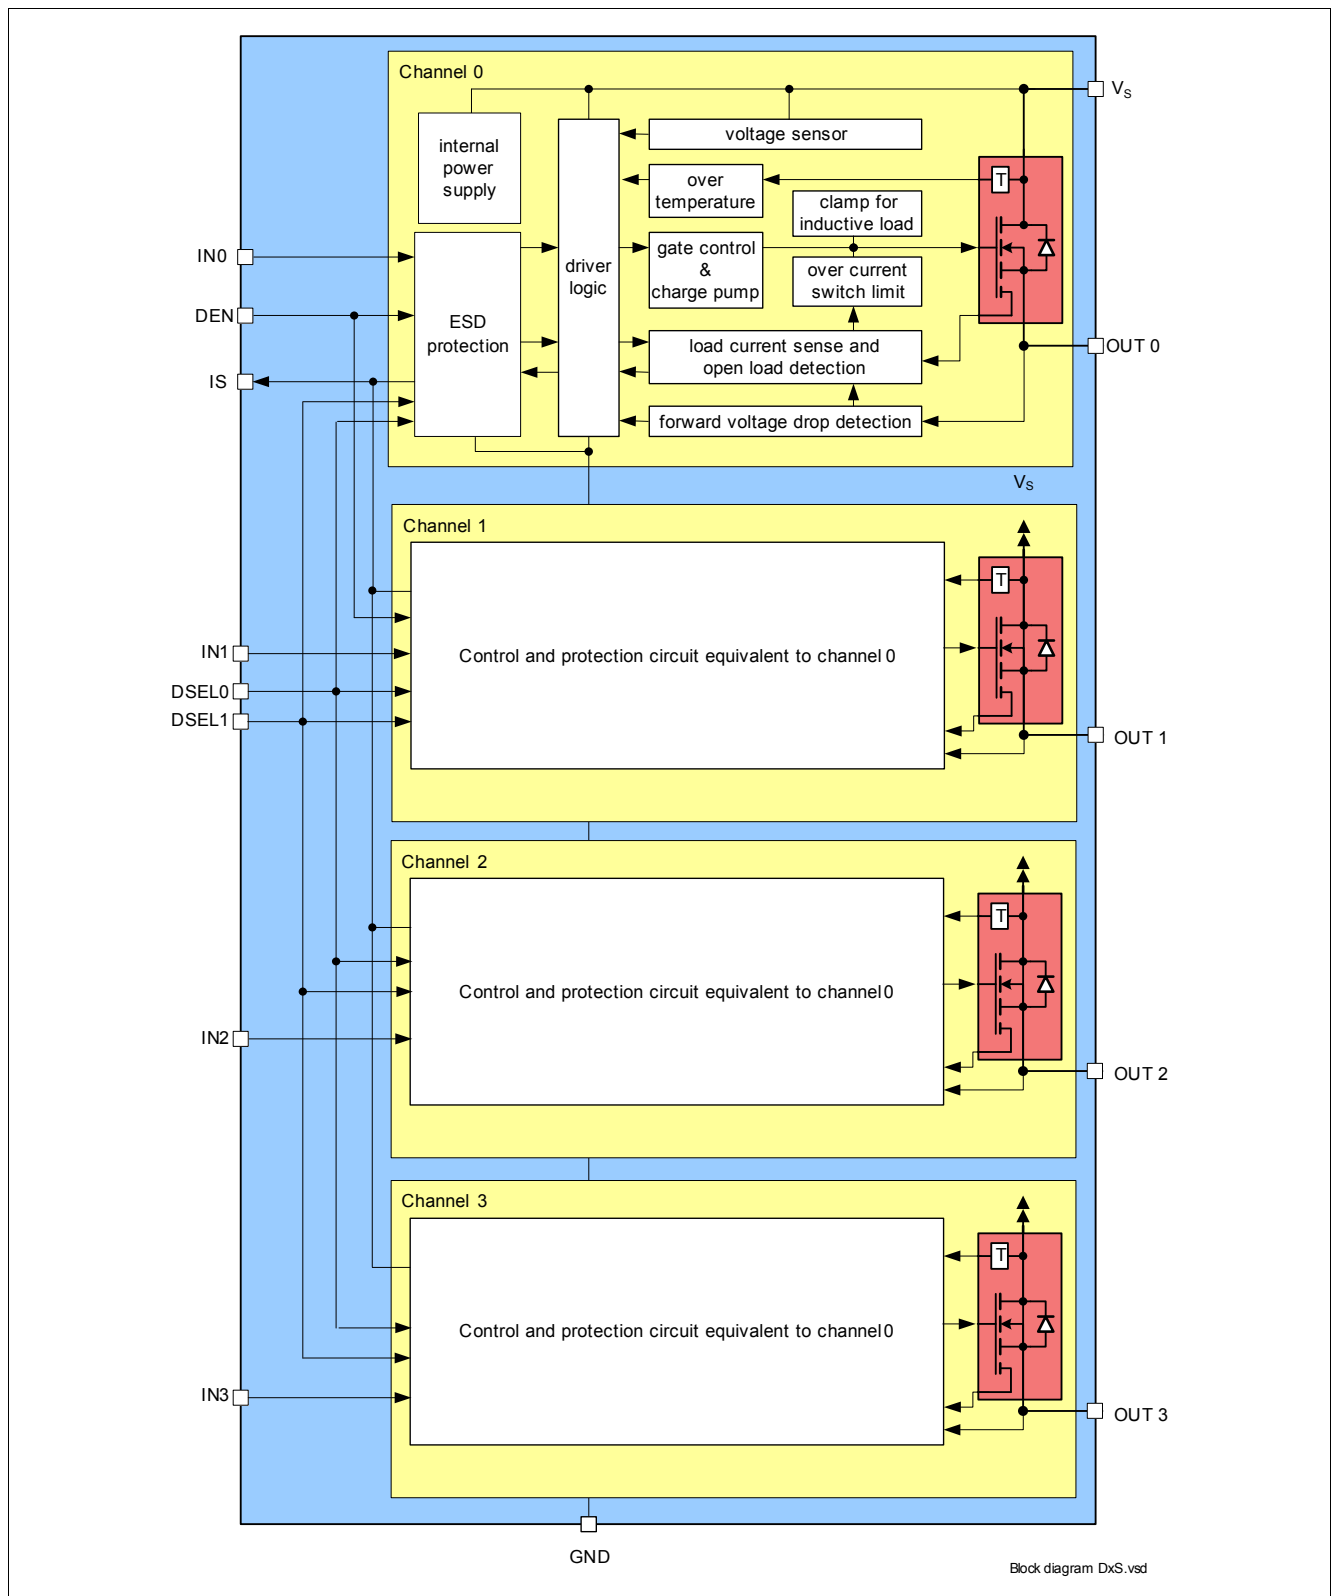 Channel 0
VS
internal
power
supply
voltage sensor
over
temperature
T
clamp for
inductive load
IN0
driver
logic
gate control
&
charge pump
over current
switch limit
DEN
ESD
protection
load current sense and
open load detection
OUT 0
IS
forward voltage drop detection
VS
Channel 1
T
IN1
Control and protection circuit equivalent to channel 0
DSEL0
DSEL1
OUT 1
Channel 2
T
Control and protection circuit equivalent to channel 0
IN2
OUT 2
Channel 3
T
Control and protection circuit equivalent to channel 0
IN3
OUT 3
GND
Block diagram DxS.vsd